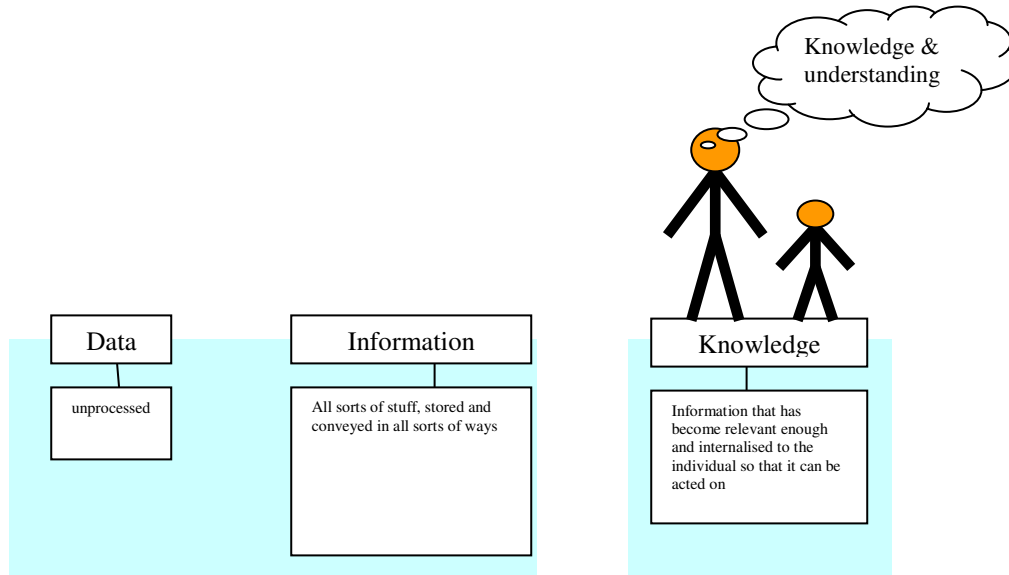 Knowledge &
understanding
Data
Information
Knowledge
unprocessed
All sorts of stuff, stored and
conveyed in all sorts of ways
Information that has
become relevant enough
and internalised to the
individual so that it can be
acted on